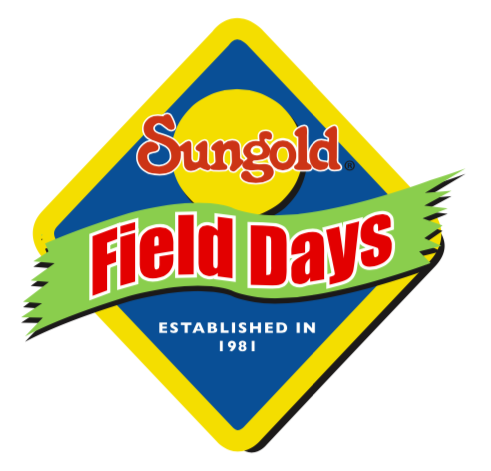 Sungold®
Field Days
ESTABLISHED IN
1981